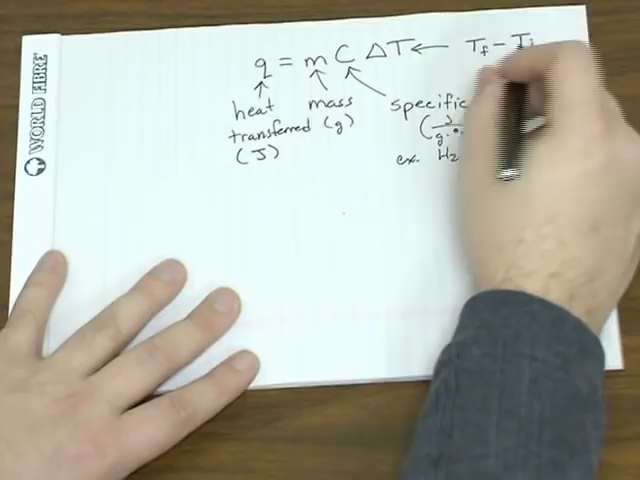 WORLD FIBRE
q = m C ΔT ← Tf - Ti
heat mass specific
transferred (g) (J
(J) g·°
ex. H2